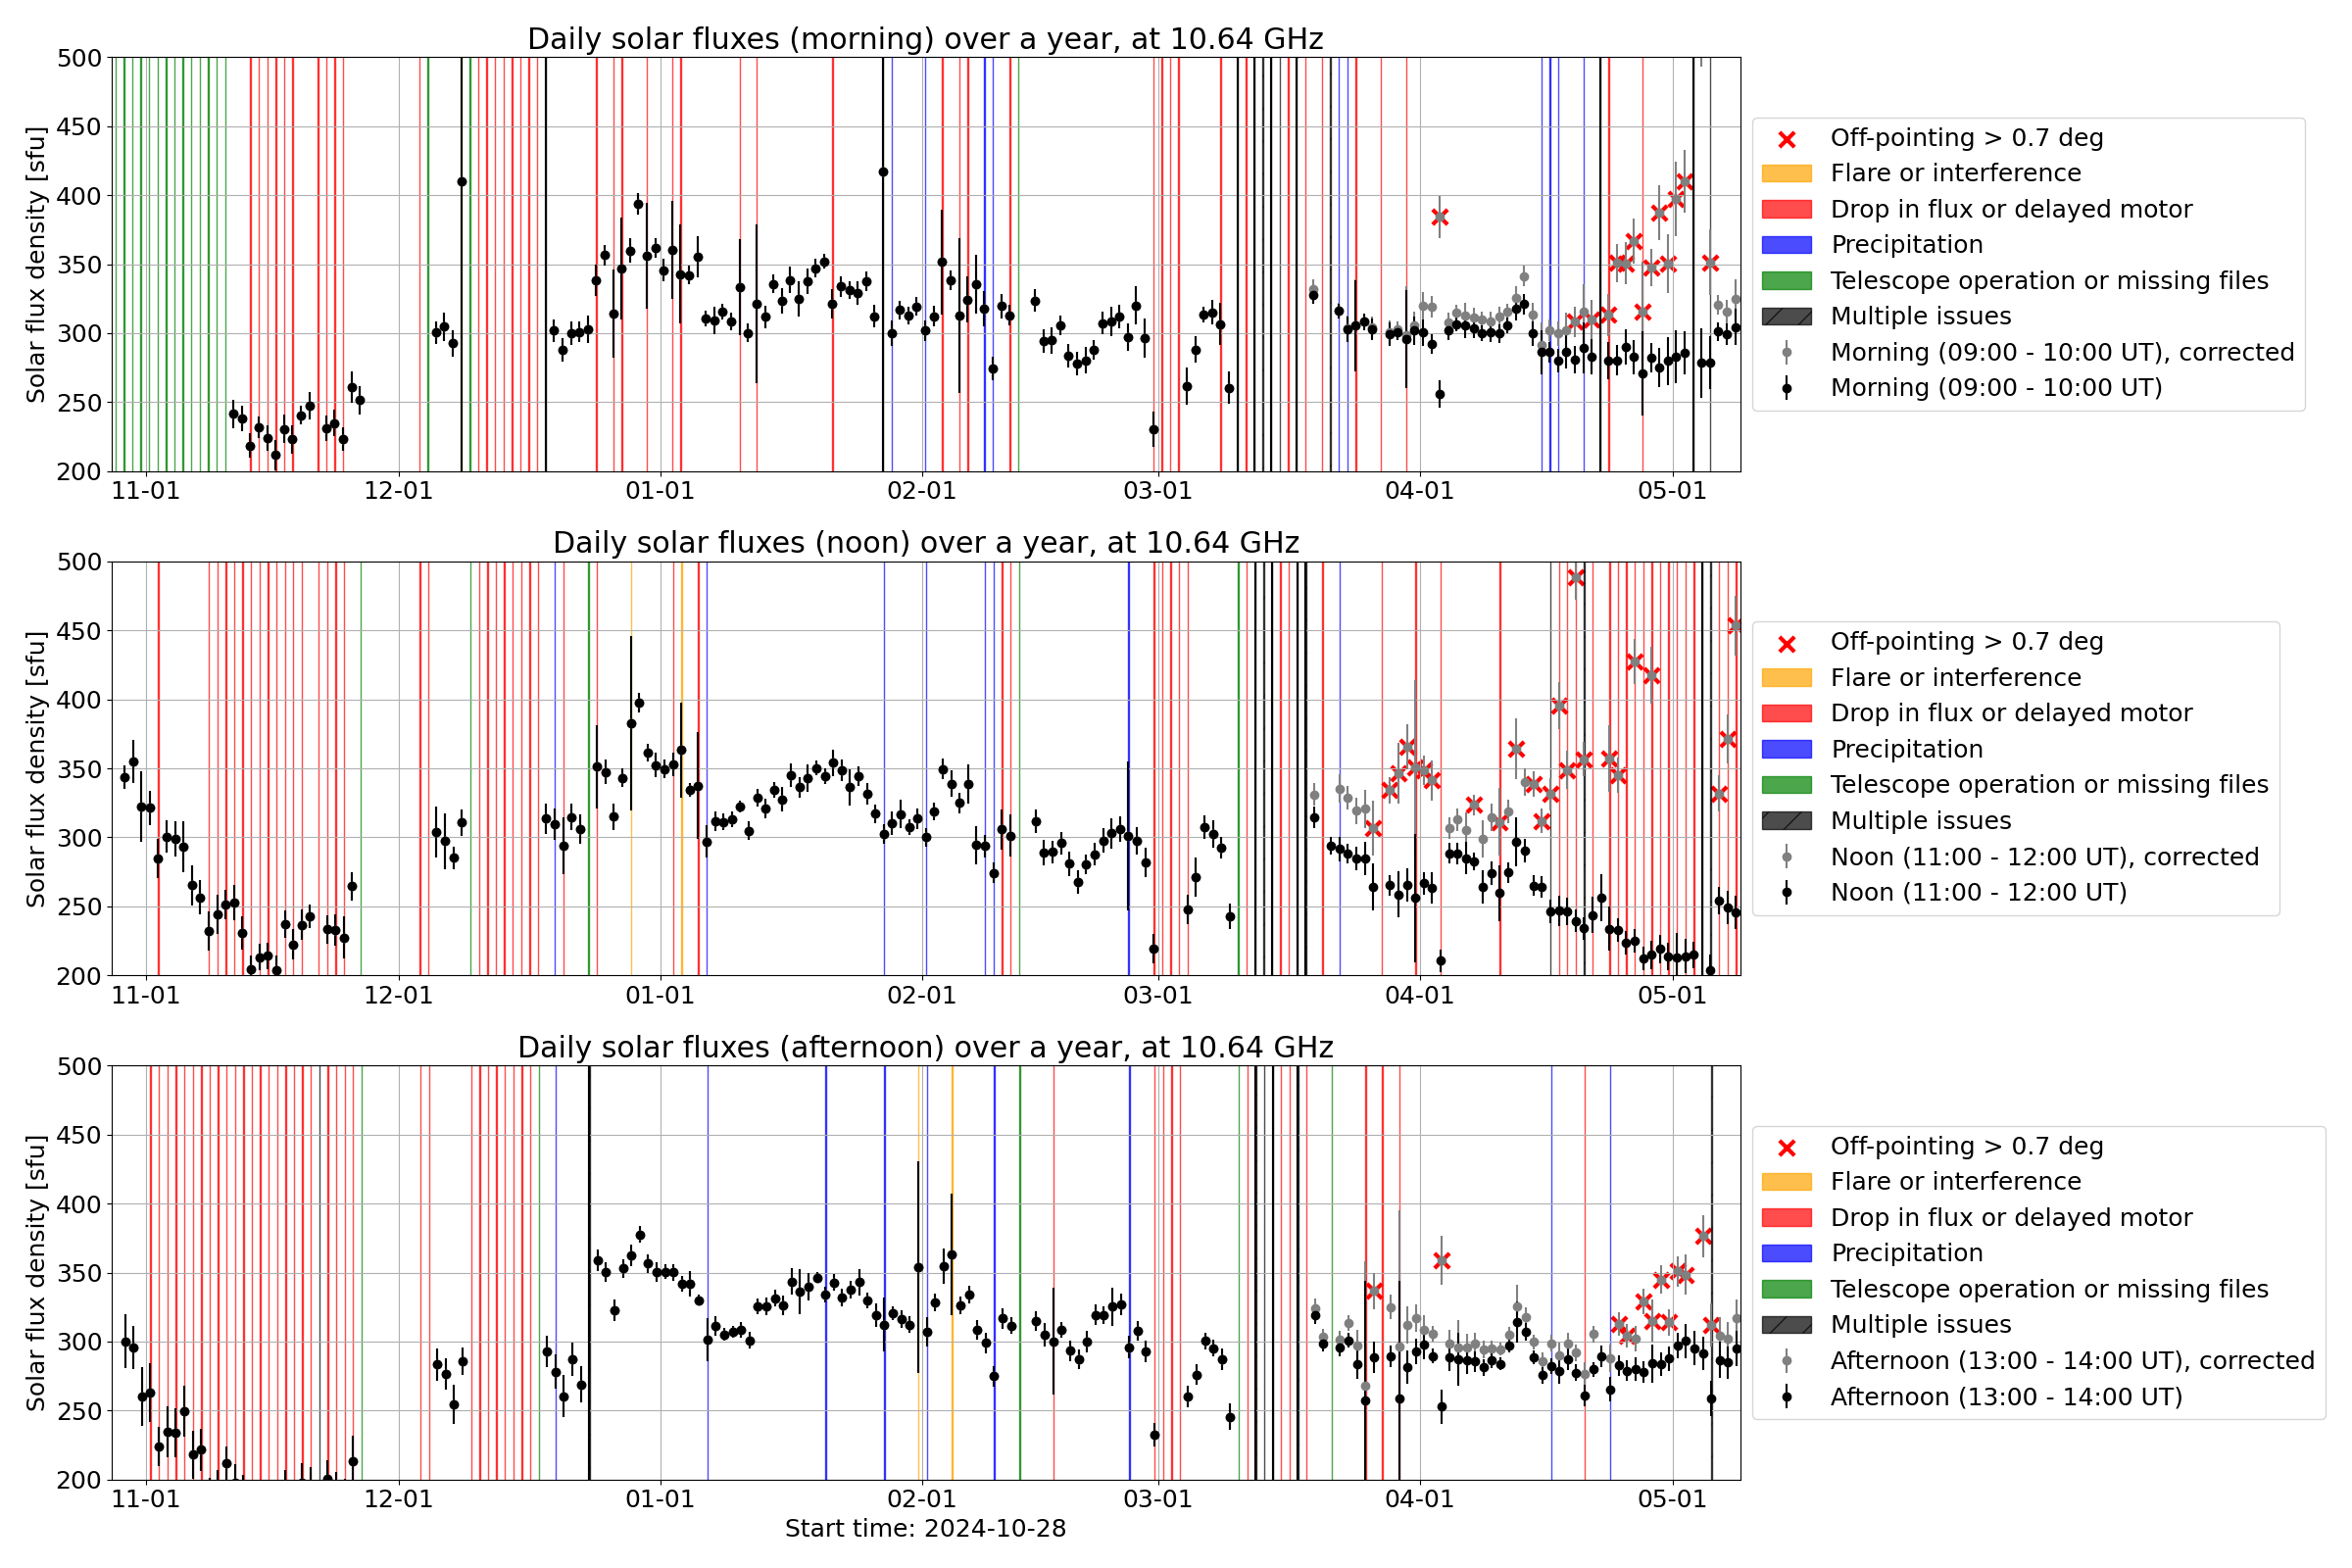 Daily solar fluxes (morning) over a year, at 10.64 GHz
Solar flux density [sfu]
500
450
400
350
300
250
200
11-01 12-01 01-01 02-01 03-01 04-01 05-01
Off-pointing > 0.7 deg
Flare or interference
Drop in flux or delayed motor
Precipitation
Telescope operation or missing files
Multiple issues
Morning (09:00 - 10:00 UT), corrected
Morning (09:00 - 10:00 UT)
Daily solar fluxes (noon) over a year, at 10.64 GHz
Solar flux density [sfu]
500
450
400
350
300
250
200
11-01 12-01 01-01 02-01 03-01 04-01 05-01
Off-pointing > 0.7 deg
Flare or interference
Drop in flux or delayed motor
Precipitation
Telescope operation or missing files
Multiple issues
Noon (11:00 - 12:00 UT), corrected
Noon (11:00 - 12:00 UT)
Daily solar fluxes (afternoon) over a year, at 10.64 GHz
Solar flux density [sfu]
500
450
400
350
300
250
200
11-01 12-01 01-01 02-01 03-01 04-01 05-01
Start time: 2024-10-28
Off-pointing > 0.7 deg
Flare or interference
Drop in flux or delayed motor
Precipitation
Telescope operation or missing files
Multiple issues
Afternoon (13:00 - 14:00 UT), corrected
Afternoon (13:00 - 14:00 UT)